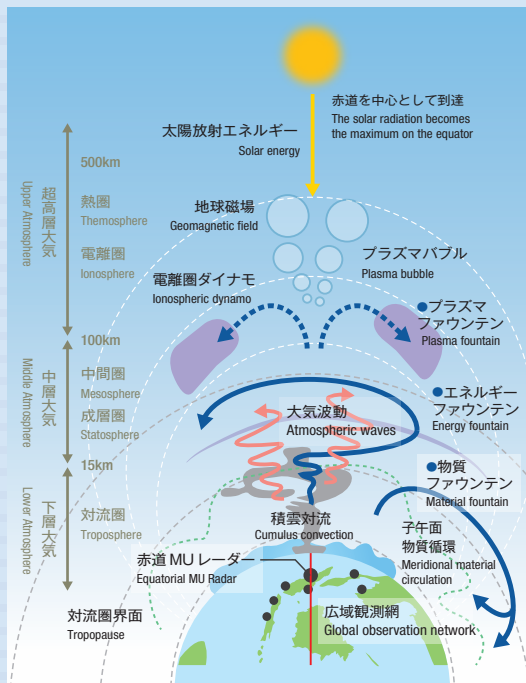 赤道を中心として到達
The solar radiation becomes
the maximum on the equator
太陽放射エネルギー
Solar energy
500km
超高層大気
Upper Atmosphere
熱圏
Themosphere
電離圏
Ionosphere
地球磁場
Geomagnetic field
プラズマバブル
Plasma bubble
電離圏ダイナモ
Ionospheric dynamo
●プラズマ
ファウンテン
Plasma fountain
100km
中層大気
Middle Atmosphere
中間圏
Mesosphere
成層圏
Statosphere
●エネルギー
ファウンテン
Energy fountain
大気波動
Atmospheric waves
15km
下層大気
Lower Atmosphere
対流圏
Troposphere
●物質
ファウンテン
Material fountain
積雲対流
Cumulus convection
子午面
物質循環
Meridional material
circulation
赤道 MU レーダー
Equatorial MU Radar
対流圏界面
Tropopause
広域観測網
Global observation network